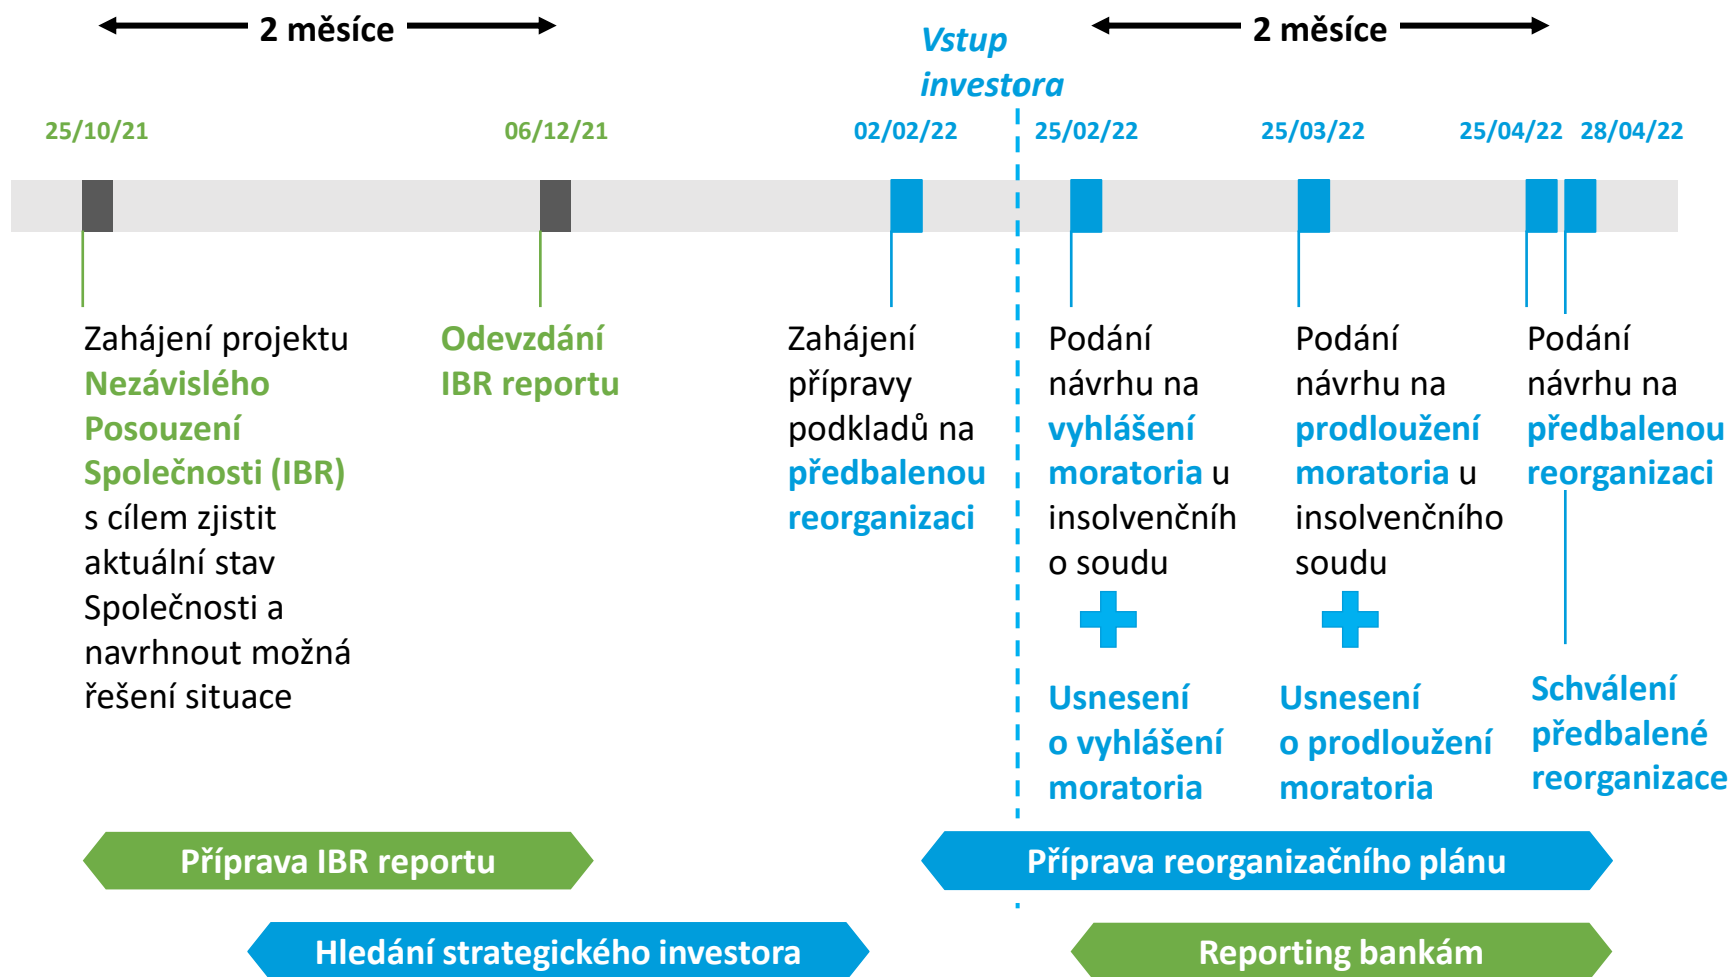 2 měsíce
Vstup
investora
2 měsíce
25/10/21
06/12/21
02/02/22
25/02/22
25/03/22
25/04/22
28/04/22
Zahájení projektu
Nezávislého
Posouzení
Společnosti (IBR)
s cílem zjistit
aktuální stav
Společnosti a
navrhnout možná
řešení situace
Odevzdání
IBR reportu
Zahájení
přípravy
podkladů na
předbalenou
reorganizaci
Podání
návrhu na
vyhlášení
moratoria u
insolvenčníh
o soudu
Usnesení
o vyhlášení
moratoria
Podání
návrhu na
prodloužení
moratoria u
insolvenčního
soudu
Usnesení
o prodloužení
moratoria
Podání
návrhu na
předbalenou
reorganizaci
Schválení
předbalené
reorganizace
Příprava IBR reportu
Příprava reorganizačního plánu
Hledání strategického investora
Reporting bankám